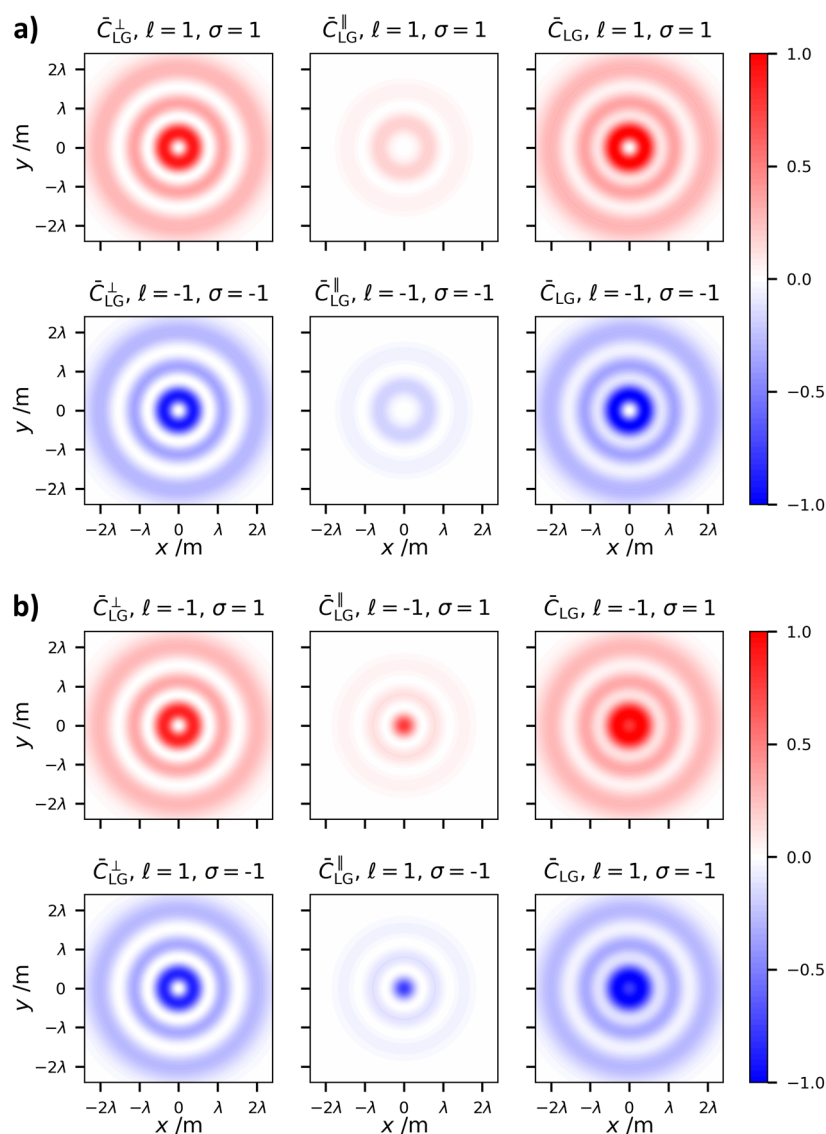 a)
C̄⊥LG, ℓ = 1, σ = 1
C̄∥LG, ℓ = 1, σ = 1
C̄LG, ℓ = 1, σ = 1
y /m
2λ
λ
0
−λ
−2λ
1.0
0.5
0.0
−0.5
−1.0
C̄⊥LG, ℓ = -1, σ = -1
C̄∥LG, ℓ = -1, σ = -1
C̄LG, ℓ = -1, σ = -1
y /m
2λ
λ
0
−λ
−2λ
−2λ −λ 0 λ 2λ
−2λ −λ 0 λ 2λ
−2λ −λ 0 λ 2λ
x /m
x /m
x /m
b)
C̄⊥LG, ℓ = -1, σ = 1
C̄∥LG, ℓ = -1, σ = 1
C̄LG, ℓ = -1, σ = 1
y /m
2λ
λ
0
−λ
−2λ
1.0
0.5
0.0
−0.5
−1.0
C̄⊥LG, ℓ = 1, σ = -1
C̄∥LG, ℓ = 1, σ = -1
C̄LG, ℓ = 1, σ = -1
y /m
2λ
λ
0
−λ
−2λ
−2λ −λ 0 λ 2λ
−2λ −λ 0 λ 2λ
−2λ −λ 0 λ 2λ
x /m
x /m
x /m